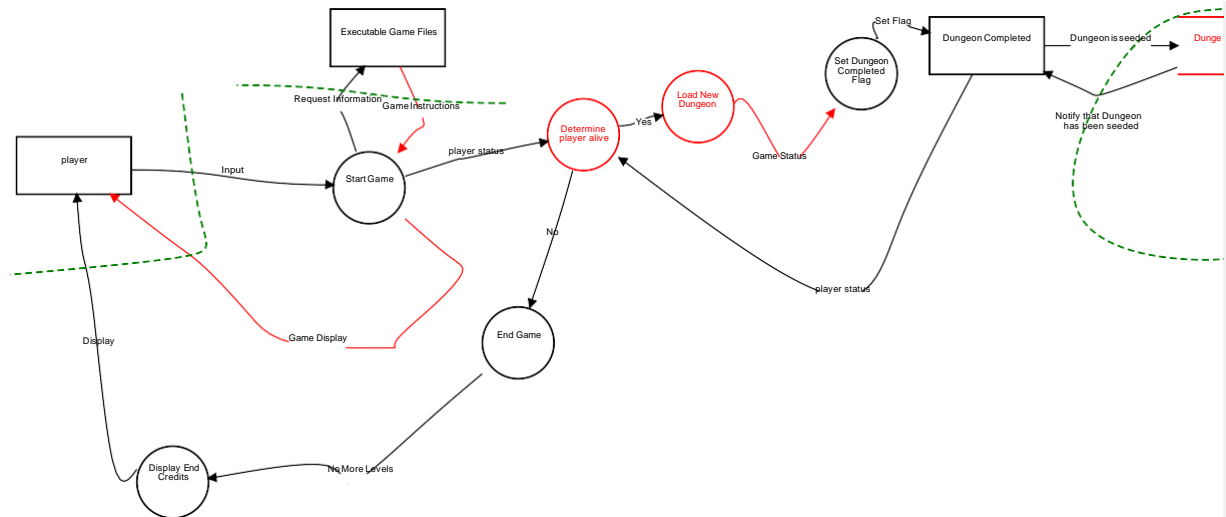 Executable Game Files
Set Flag
Dungeon Completed
Dungeon is seeded
Dunge
Set Dungeon
Completed
Flag
Load New
Dungeon
Request Information
Game Instructions
Notify that Dungeon
has been seeded
Yes
Determine
player alive
player status
Game Status
player
Input
Start Game
No
player status
End Game
Game Display
Display
No More Levels
Display End
Credits